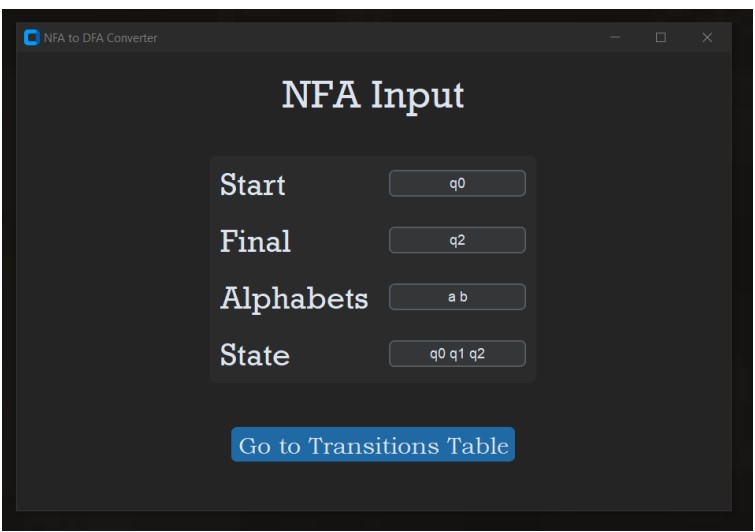 NFA to DFA Converter
NFA Input
Start q0
Final q2
Alphabets a b
State q0 q1 q2
Go to Transitions Table